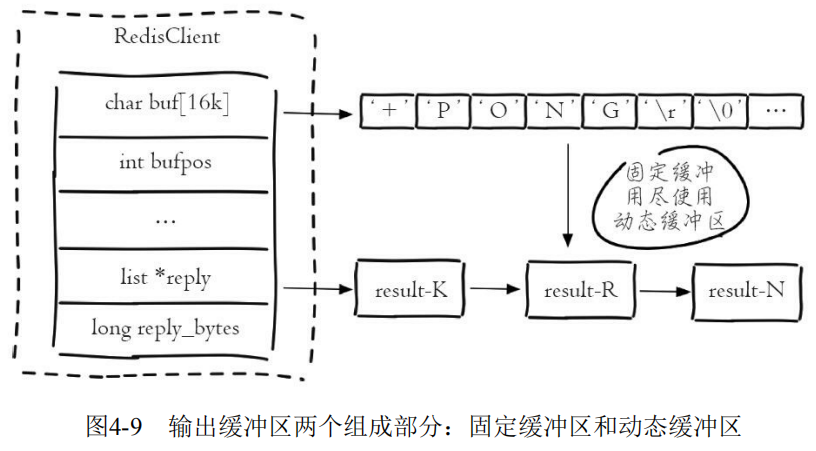 RedisClient
char buf[16k]
int bufpos
...
list *reply
long reply_bytes
‘+’ ‘P’ ‘O’ ‘N’ ‘G’ ‘\r’ ‘\0’ ...
固定缓冲
用尽使用
动态缓冲区
result-K
result-R
result-N
图4-9 输出缓冲区两个组成部分：固定缓冲区和动态缓冲区